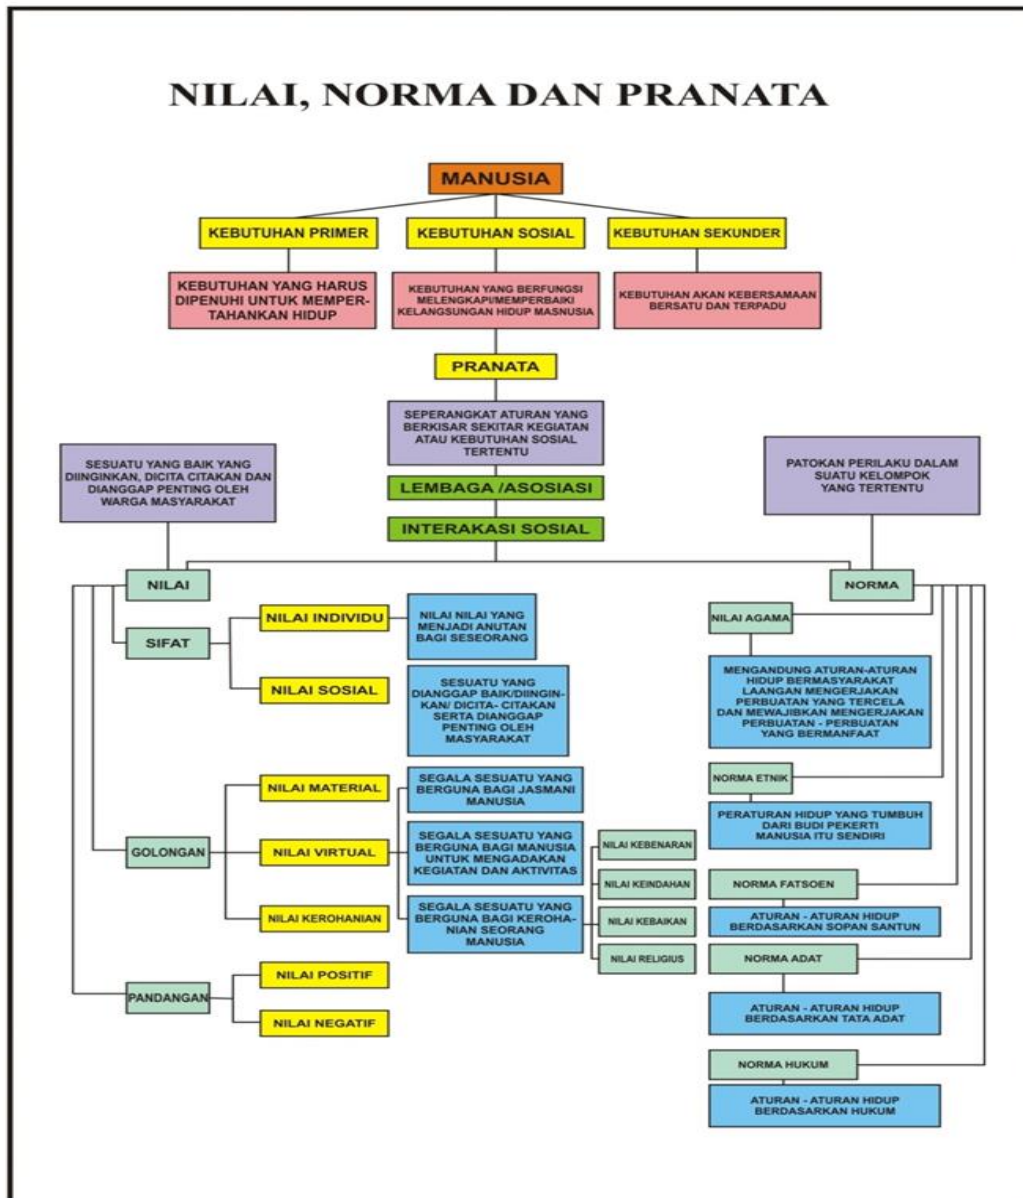 NILAI, NORMA DAN PRANATA
MANUSIA
KEBUTUHAN PRIMER
KEBUTUHAN SOSIAL
KEBUTUHAN SEKUNDER
KEBUTUHAN YANG HARUS
DIPENUHI UNTUK MEMPER-
TAHANKAN HIDUP
KEBUTUHAN YANG BERFUNGSI
MELENGKAPI/MEMPERBAIKI
KELANGSUNGAN HIDUP MASNUSIA
KEBUTUHAN AKAN KEBERSAMAAN
BERSATU DAN TERPADU
PRANATA
SEPERANGKAT ATURAN YANG
BERKISAR SEKITAR KEGIATAN
ATAU KEBUTUHAN SOSIAL
TERTENTU
LEMBAGA /ASOSIASI
INTERAKASI SOSIAL
SESUATU YANG BAIK YANG
DIINGINKAN, DICITA CITAKAN DAN
DIANGGAP PENTING OLEH
WARGA MASYARAKAT
PATOKAN PERILAKU DALAM
SUATU KELOMPOK
YANG TERTENTU
NILAI
SIFAT
NILAI INDIVIDU
NILAI NILAI YANG
MENJADI ANUTAN
BAGI SESEORANG
NILAI SOSIAL
SESUATU YANG
DIANGGAP BAIK/DIINGIN-
KAN/ DICITA- CITAKAN
SERTA DIANGGAP
PENTING OLEH
MASYARAKAT
GOLONGAN
NILAI MATERIAL
SEGALA SESUATU YANG
BERGUNA BAGI JASMANI
MANUSIA
NILAI VIRTUAL
SEGALA SESUATU YANG
BERGUNA BAGI MANUSIA
UNTUK MENGADAKAN
KEGIATAN DAN AKTIVITAS
NILAI KEROHANIAN
SEGALA SESUATU YANG
BERGUNA BAGI KEROHA-
NIAN SEORANG
MANUSIA
NILAI KEBENARAN
NILAI KEINDAHAN
NILAI KEBAIKAN
NILAI RELIGIUS
PANDANGAN
NILAI POSITIF
NILAI NEGATIF
NORMA
NILAI AGAMA
MENGANDUNG ATURAN-ATURAN
HIDUP BERMASYARAKAT
LAANGAN MENGERJAKAN
PERBUATAN YANG TERCELA
DAN MEWAJIBKAN MENGERJAKAN
PERBUATAN - PERBUATAN
YANG BERMANFAAT
NORMA ETNIK
PERATURAN HIDUP YANG TUMBUH
DARI BUDI PEKERTI
MANUSIA ITU SENDIRI
NORMA FATSOEN
ATURAN - ATURAN HIDUP
BERDASARKAN SOPAN SANTUN
NORMA ADAT
ATURAN - ATURAN HIDUP
BERDASARKAN TATA ADAT
NORMA HUKUM
ATURAN - ATURAN HIDUP
BERDASARKAN HUKUM